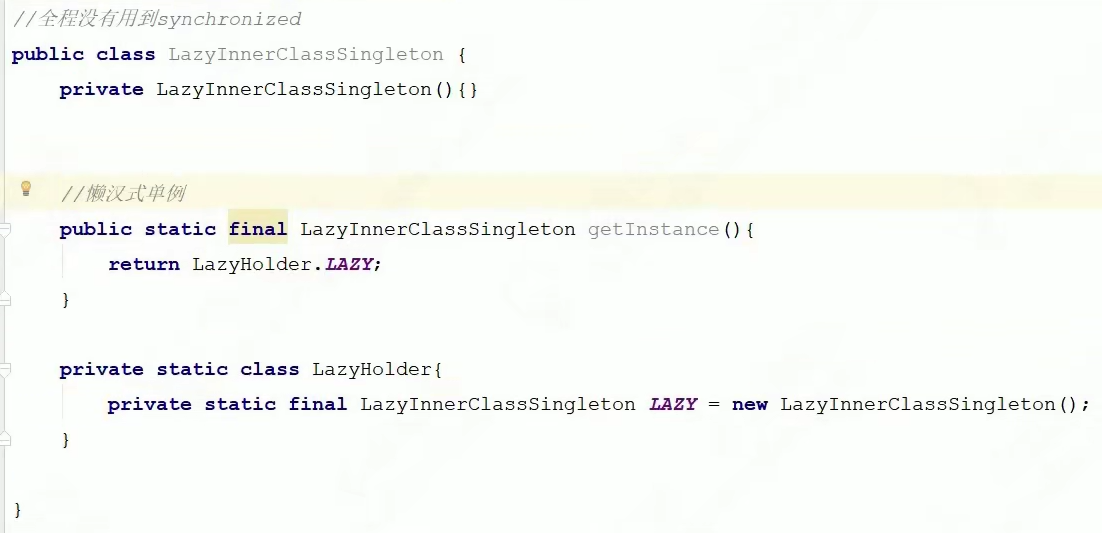 //全程没有用到synchronized
public class LazyInnerClassSingleton {
    private LazyInnerClassSingleton(){}
    //懒汉式单例
    public static final LazyInnerClassSingleton getInstance(){
        return LazyHolder.LAZY;
    }
    private static class LazyHolder{
        private static final LazyInnerClassSingleton LAZY = new LazyInnerClassSingleton();
    }
}